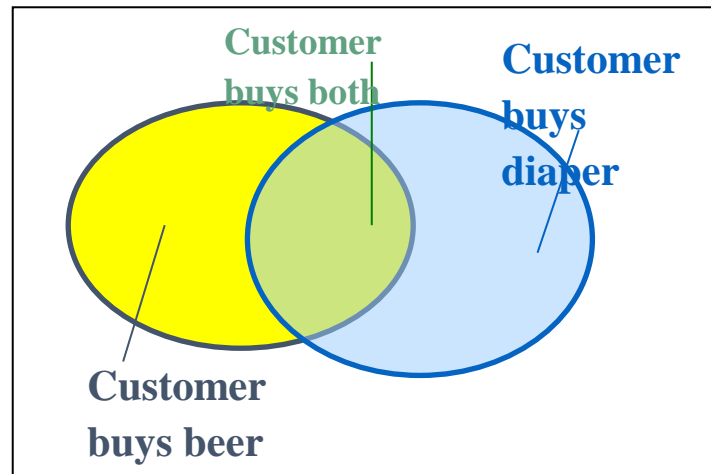 Customer
buys both
Customer
buys
diaper
Customer
buys beer